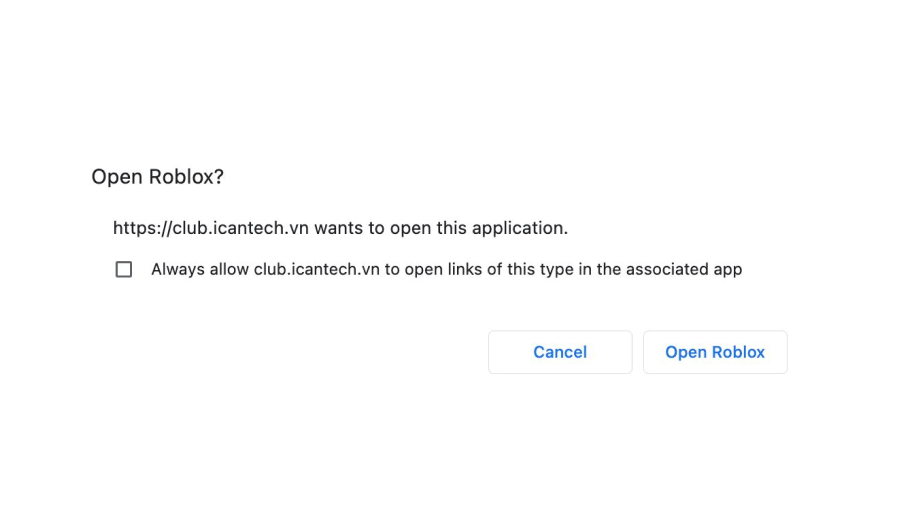 Open Roblox?
https://club.icantech.vn wants to open this application.
Always allow club.icantech.vn to open links of this type in the associated app
Cancel
Open Roblox